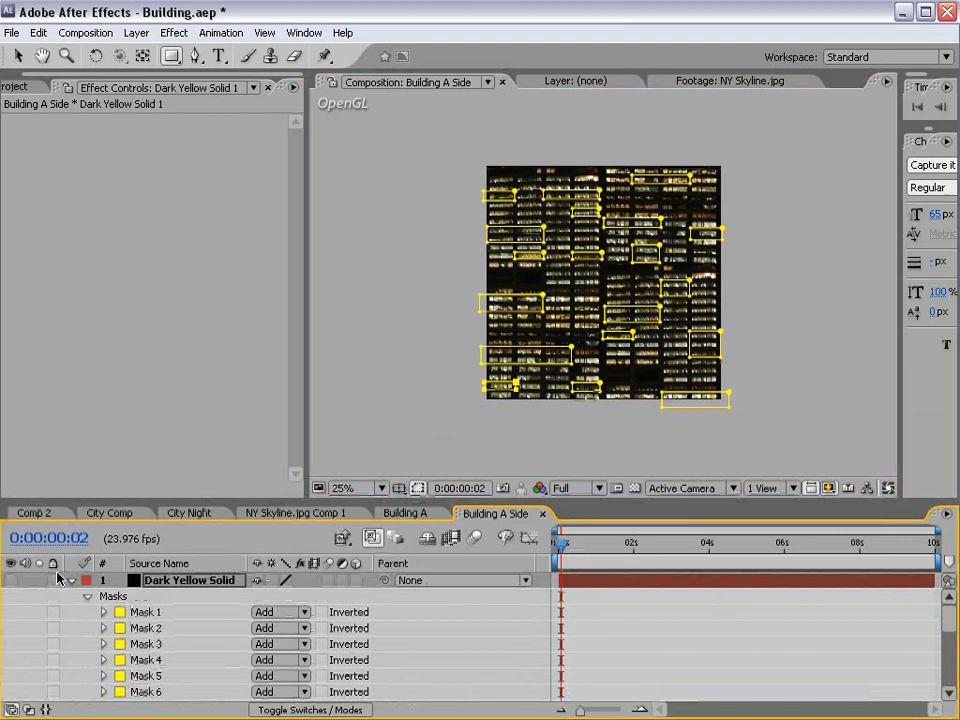 Adobe After Effects - Building.aep *
File Edit Composition Layer Effect Animation View Window Help
Workspace: Standard
roject Effect Controls: Dark Yellow Solid 1
Composition: Building A Side Layer: (none) Footage: NY Skyline.jpg
Building A Side * Dark Yellow Solid 1
OpenGL
Ch
Capture it
Regular
65 px
Metric
- px
100 %
0 px
T
25% 0:00:00:02 Full Active Camera 1 View
Comp 2 City Comp City Night NY Skyline.jpg Comp 1 Building A Building A Side
0:00:00:02 (23.976 fps) 02s 04s 06s 08s 10s
# Source Name Parent
1 Dark Yellow Solid None
Masks
Mask 1 Add Inverted
Mask 2 Add Inverted
Mask 3 Add Inverted
Mask 4 Add Inverted
Mask 5 Add Inverted
Mask 6 Add Inverted
Toggle Switches / Modes